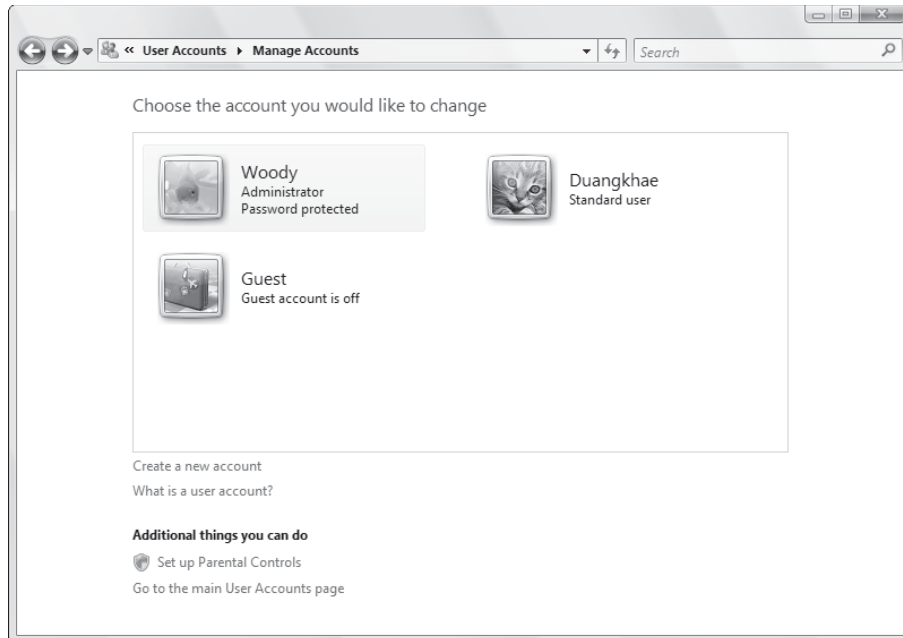 « User Accounts ▸ Manage Accounts
Search
Choose the account you would like to change
Woody
Administrator
Password protected
Duangkhae
Standard user
Guest
Guest account is off
Create a new account
What is a user account?
Additional things you can do
Set up Parental Controls
Go to the main User Accounts page